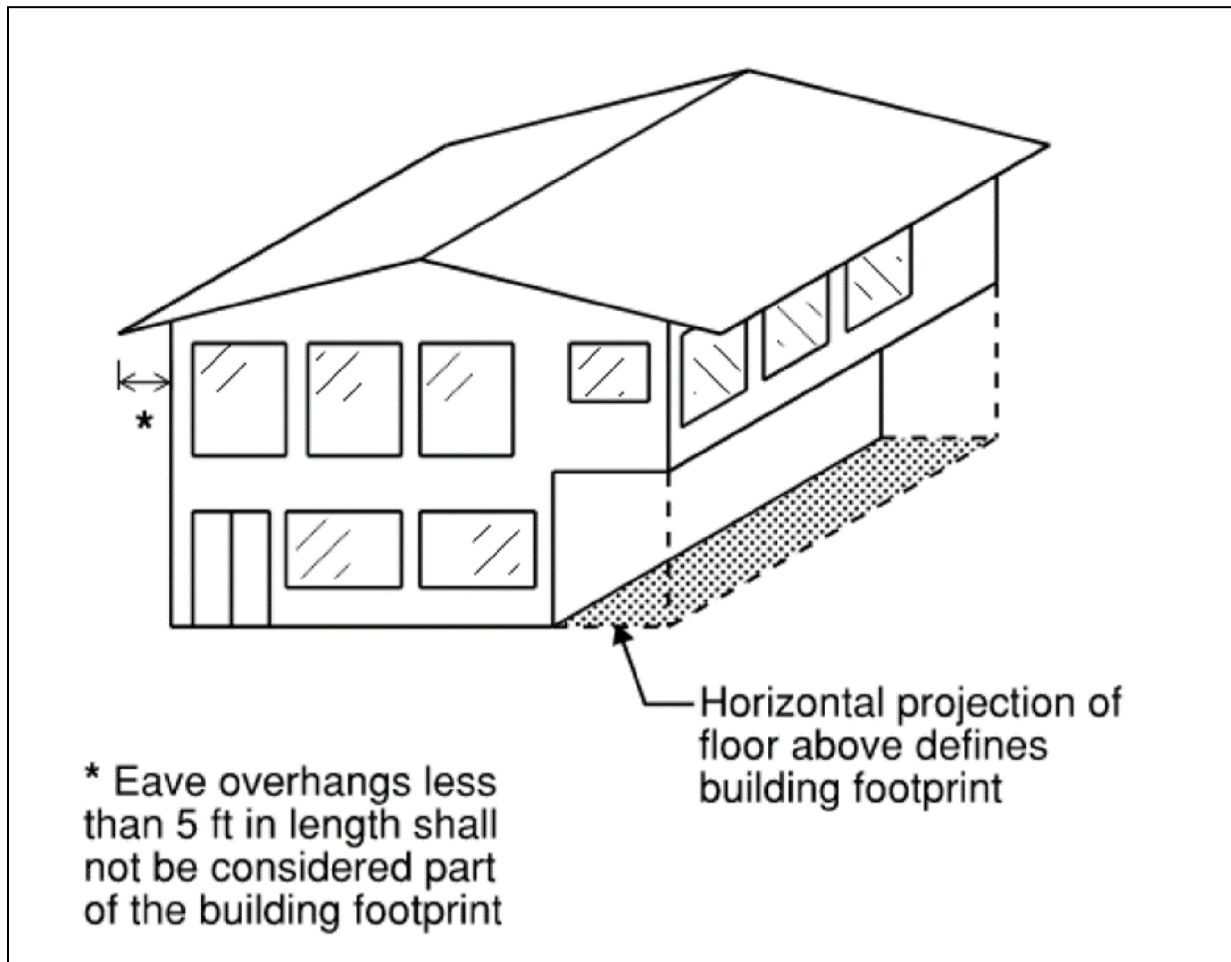 *
Horizontal projection of
floor above defines
building footprint
* Eave overhangs less
than 5 ft in length shall
not be considered part
of the building footprint